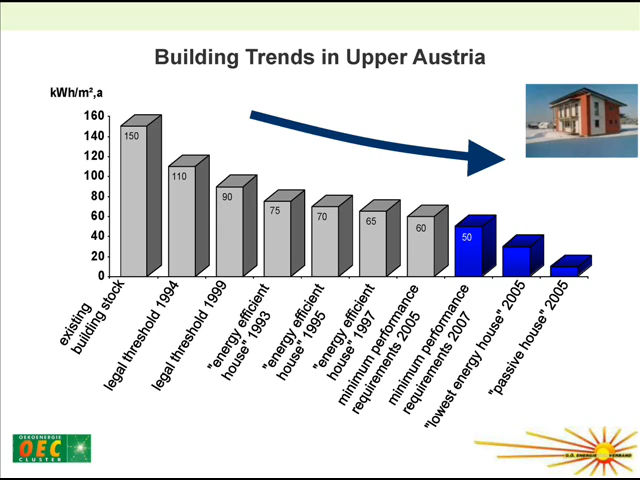 Building Trends in Upper Austria
kWh/m²,a
160
140
120
100
80
60
40
20
0
150
110
90
75
70
65
60
50
existing
building stock
legal threshold 1994
legal threshold 1999
"energy efficient
house" 1993
"energy efficient
house" 1995
"energy efficient
house" 1997
minimum performance
requirements 2005
minimum performance
requirements 2007
"lowest energy house" 2005
"passive house" 2005
OEKOENERGIE
OEC
CLUSTER
O.Ö. ENERGIE VERBAND